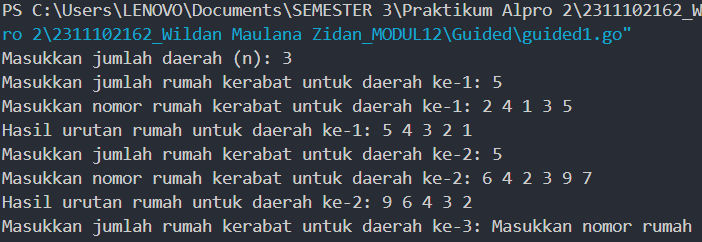 PS C:\Users\LENOVO\Documents\SEMESTER 3\Praktikum Alpro 2\2311102162_W
ro 2\2311102162_Wildan Maulana Zidan_MODUL12\Guided\guided1.go"
Masukkan jumlah daerah (n): 3
Masukkan jumlah rumah kerabat untuk daerah ke-1: 5
Masukkan nomor rumah kerabat untuk daerah ke-1: 2 4 1 3 5
Hasil urutan rumah untuk daerah ke-1: 5 4 3 2 1
Masukkan jumlah rumah kerabat untuk daerah ke-2: 5
Masukkan nomor rumah kerabat untuk daerah ke-2: 6 4 2 3 9 7
Hasil urutan rumah untuk daerah ke-2: 9 6 4 3 2
Masukkan jumlah rumah kerabat untuk daerah ke-3: Masukkan nomor rumah